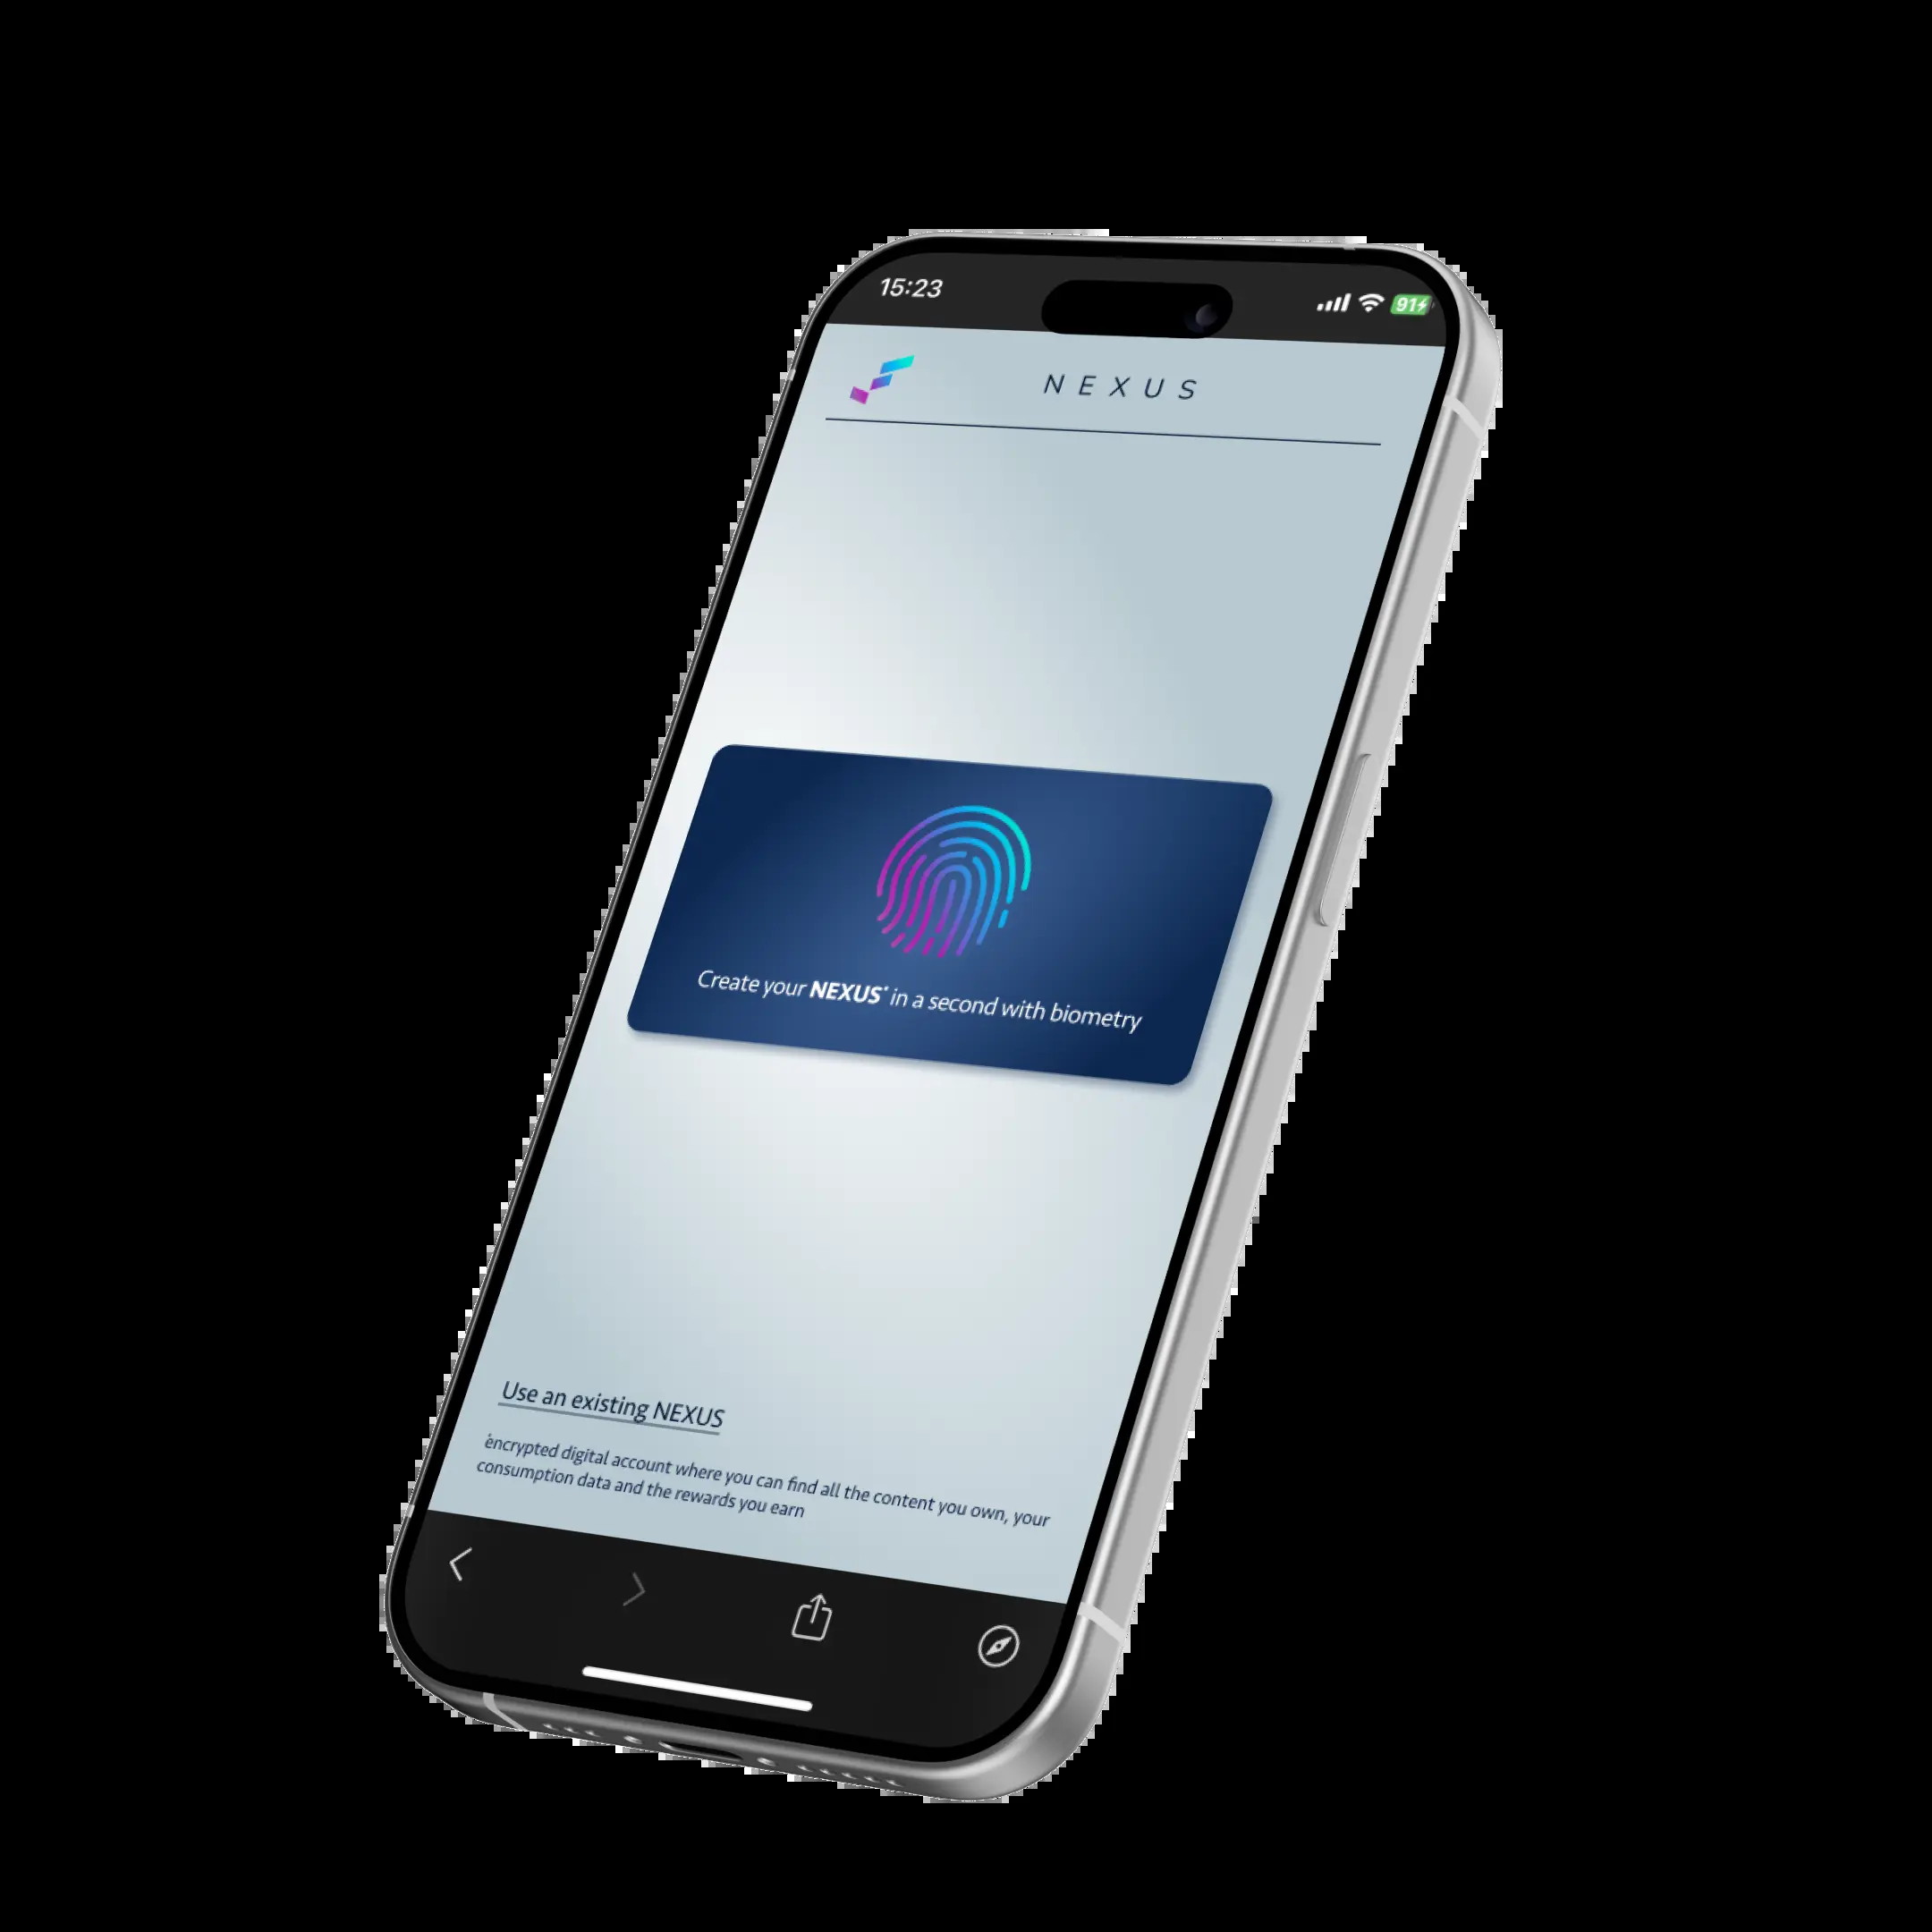 15:23
91
NEXUS
Create your NEXUS* in a second with biometry
Use an existing NEXUS
*encrypted digital account where you can find all the content you own, your
consumption data and the rewards you earn